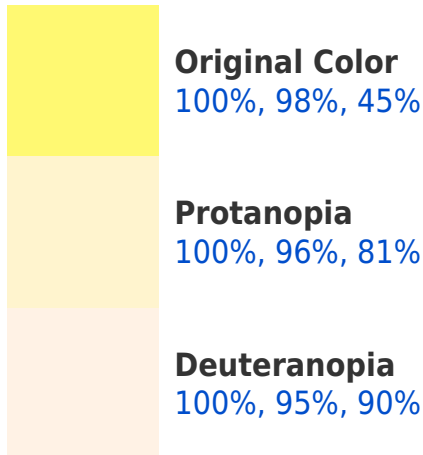 Original Color
100%, 98%, 45%
Protanopia
100%, 96%, 81%
Deuteranopia
100%, 95%, 90%